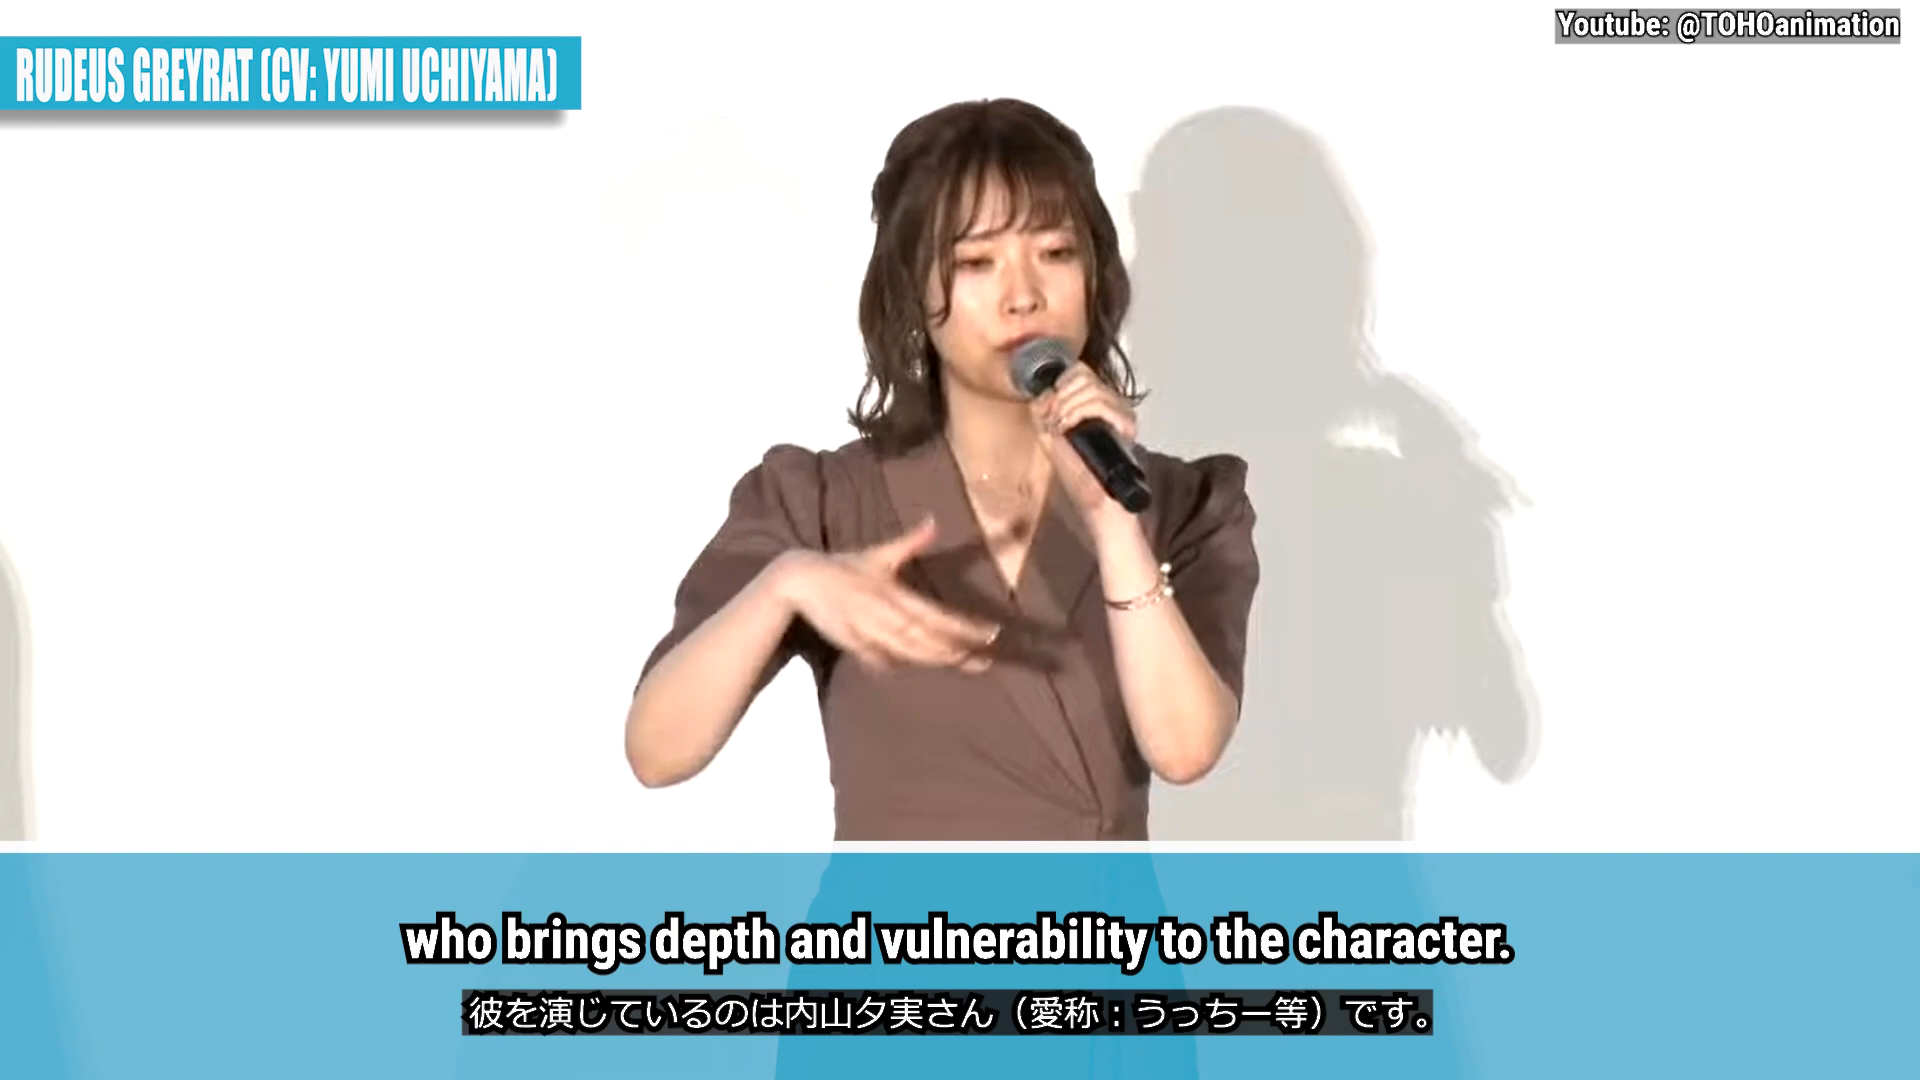 Youtube: @TOHOanimation
RUDEUS GREYRAT (CV: YUMI UCHIYAMA)
who brings depth and vulnerability to the character.
彼を演じているのは内山夕実さん（愛称：うっちー等）です。